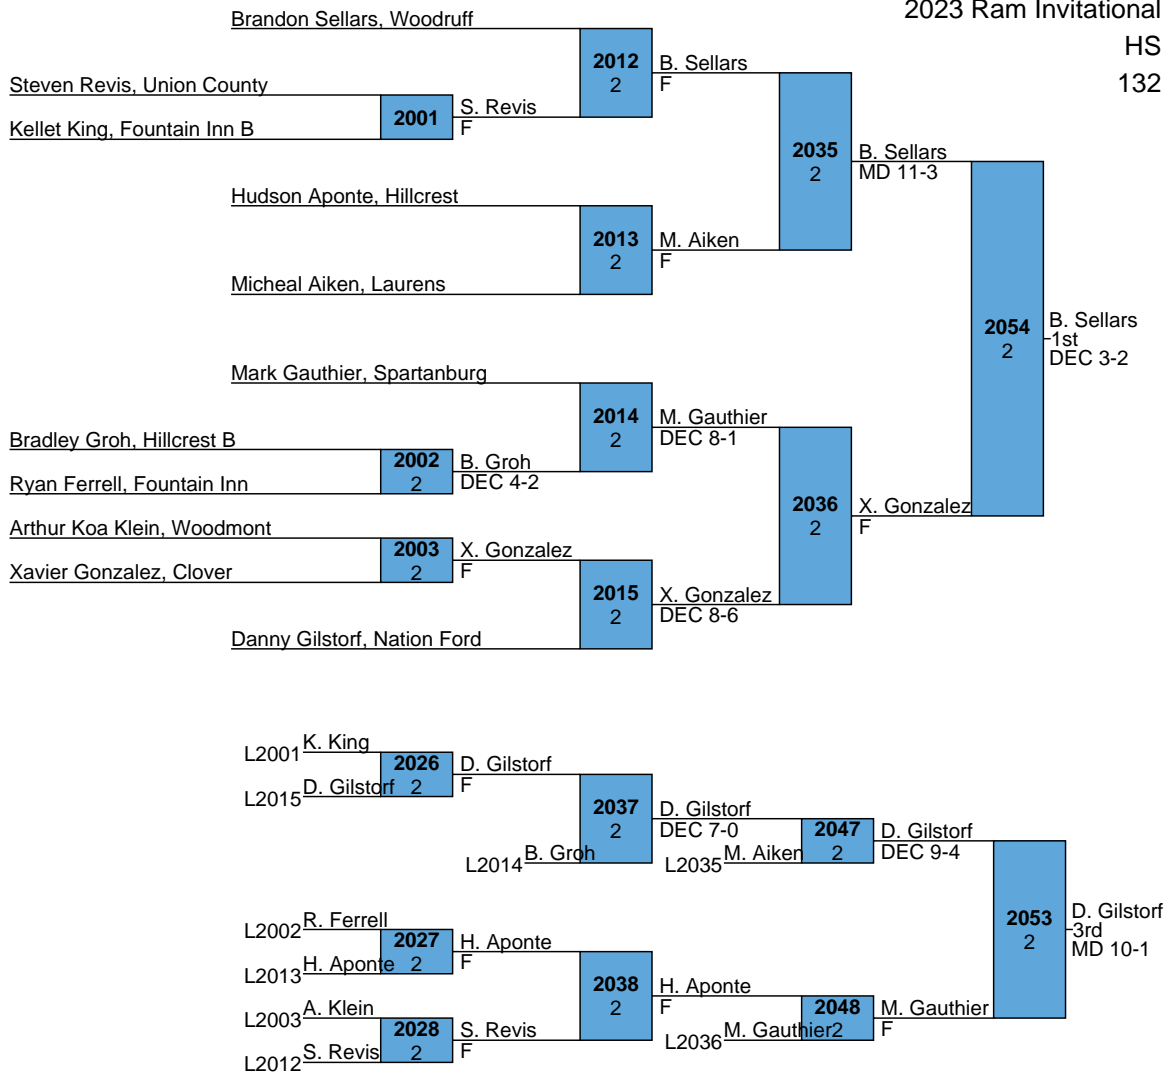 2023 Ram Invitational
HS
132
Brandon Sellars, Woodruff
2012
2
B. Sellars
F
Steven Revis, Union County
2001
S. Revis
F
Kellet King, Fountain Inn B
2035
2
B. Sellars
MD 11-3
Hudson Aponte, Hillcrest
2013
2
M. Aiken
F
Micheal Aiken, Laurens
2054
2
B. Sellars
1st
DEC 3-2
Mark Gauthier, Spartanburg
2014
2
M. Gauthier
DEC 8-1
Bradley Groh, Hillcrest B
2002
2
B. Groh
DEC 4-2
Ryan Ferrell, Fountain Inn
2036
2
X. Gonzalez
F
Arthur Koa Klein, Woodmont
2003
2
X. Gonzalez
F
Xavier Gonzalez, Clover
2015
2
X. Gonzalez
DEC 8-6
Danny Gilstorf, Nation Ford
L2001
K. King
2026
2
D. Gilstorf
F
L2015
D. Gilstorf
2037
2
D. Gilstorf
DEC 7-0
L2014
B. Groh
L2035
M. Aiken
2047
2
D. Gilstorf
DEC 9-4
2053
2
D. Gilstorf
3rd
MD 10-1
L2002
R. Ferrell
2027
2
H. Aponte
F
L2013
H. Aponte
2038
2
H. Aponte
F
L2003
A. Klein
2028
2
S. Revis
F
L2012
S. Revis
L2036
M. Gauthier
2048
2
M. Gauthier
F